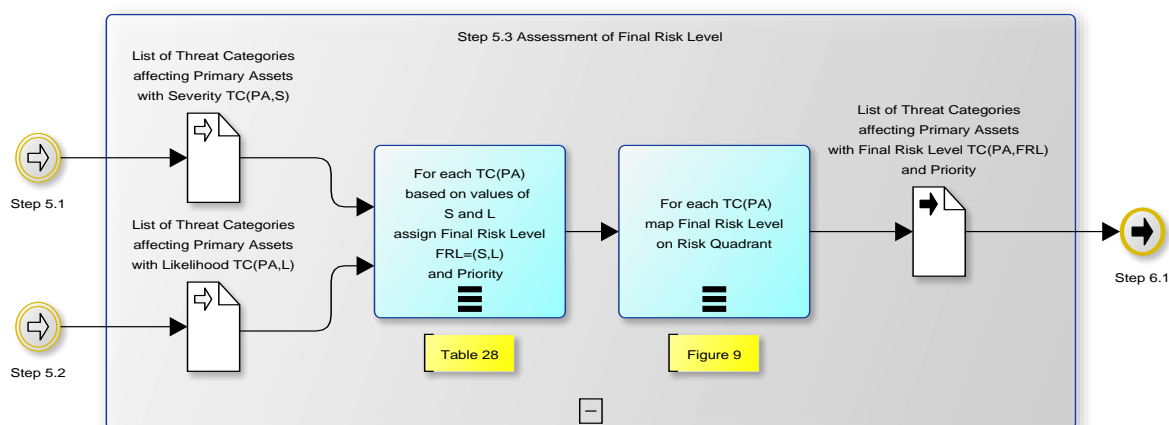 Step 5.3 Assessment of Final Risk Level
List of Threat Categories
affecting Primary Assets
with Severity TC(PA,S)
Step 5.1
List of Threat Categories
affecting Primary Assets
with Likelihood TC(PA,L)
Step 5.2
For each TC(PA)
based on values of
S and L
assign Final Risk Level
FRL=(S,L)
and Priority
Table 28
For each TC(PA)
map Final Risk Level
on Risk Quadrant
Figure 9
List of Threat Categories
affecting Primary Assets
with Final Risk Level TC(PA,FRL)
and Priority
Step 6.1